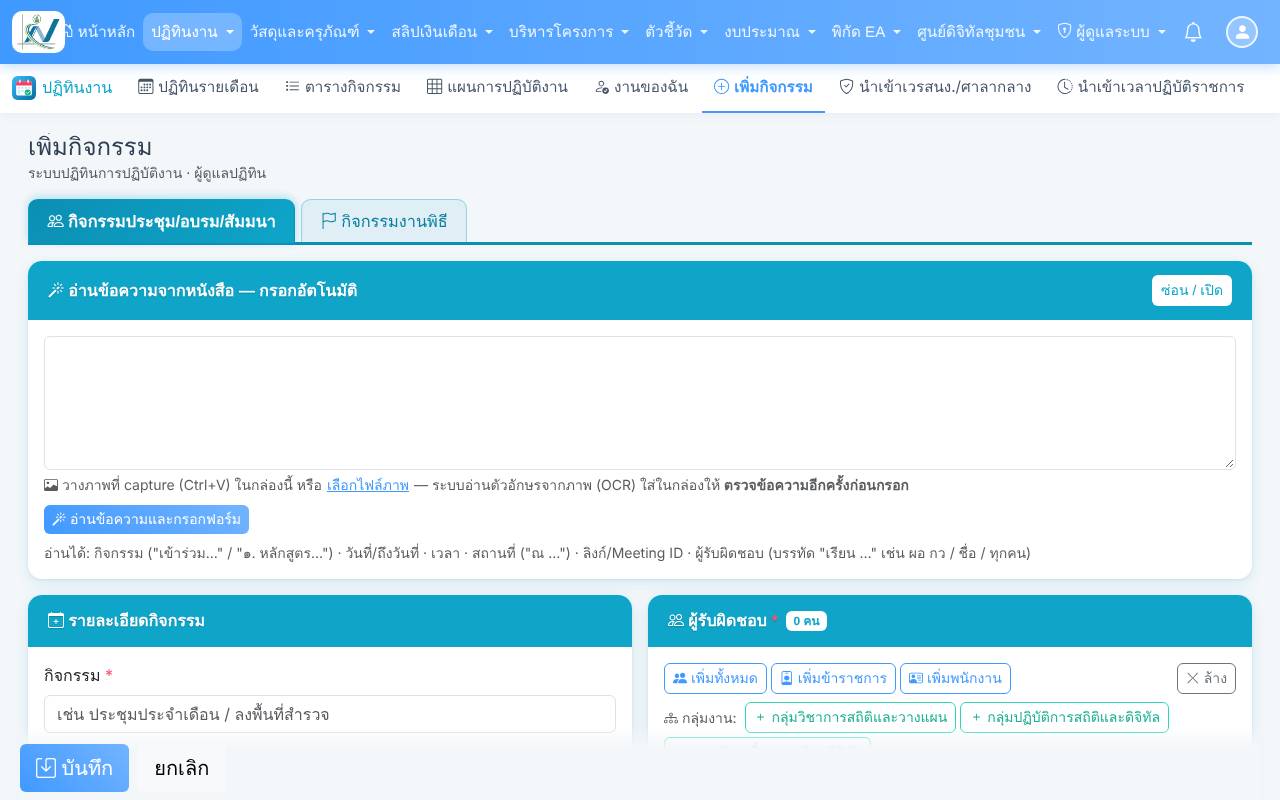 หน้าหลัก ปฏิทินงาน วัสดุและครุภัณฑ์ สลิปเงินเดือน บริหารโครงการ ตัวชี้วัด งบประมาณ พิกัด EA ศูนย์ดิจิทัลชุมชน ผู้ดูแลระบบ
ปฏิทินงาน ปฏิทินรายเดือน ตารางกิจกรรม แผนการปฏิบัติงาน งานของฉัน เพิ่มกิจกรรม นำเข้าเวรสนง./ศาลากลาง นำเข้าเวลาปฏิบัติราชการ
เพิ่มกิจกรรม
ระบบปฏิทินการปฏิบัติงาน · ผู้ดูแลปฏิทิน
กิจกรรมประชุม/อบรม/สัมมนา กิจกรรมงานพิธี
อ่านข้อความจากหนังสือ — กรอกอัตโนมัติ ซ่อน / เปิด
วางภาพที่ capture (Ctrl+V) ในกล่องนี้ หรือ เลือกไฟล์ภาพ — ระบบอ่านตัวอักษรจากภาพ (OCR) ใส่ในกล่องให้ ตรวจข้อความอีกครั้งก่อนกรอก
อ่านข้อความและกรอกฟอร์ม
อ่านได้: กิจกรรม ("เข้าร่วม..." / "๑. หลักสูตร...") · วันที่/ถึงวันที่ · เวลา · สถานที่ ("ณ ...") · ลิงก์/Meeting ID · ผู้รับผิดชอบ (บรรทัด "เรียน ..." เช่น ผอ กว / ชื่อ / ทุกคน)
รายละเอียดกิจกรรม
กิจกรรม *
เช่น ประชุมประจำเดือน / ลงพื้นที่สำรวจ
ผู้รับผิดชอบ * 0 คน
เพิ่มทั้งหมด เพิ่มข้าราชการ เพิ่มพนักงาน ล้าง
กลุ่มงาน: + กลุ่มวิชาการสถิติและวางแผน + กลุ่มปฏิบัติการสถิติและดิจิทัล
บันทึก ยกเลิก